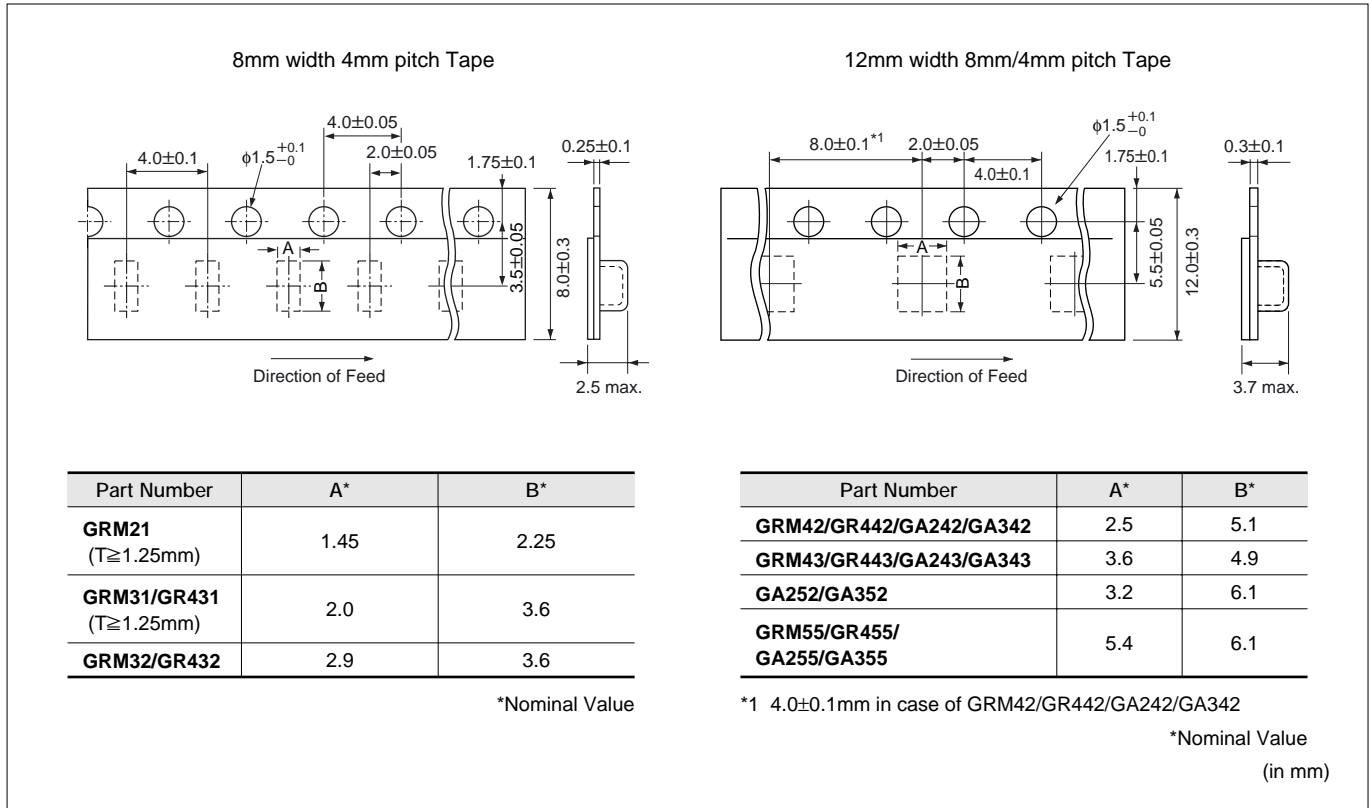 8mm width 4mm pitch Tape
4.0±0.1
φ1.5 +0.1 −0
4.0±0.05
2.0±0.05
1.75±0.1
0.25±0.1
A
B
3.5±0.05
8.0±0.3
Direction of Feed
2.5 max.
12mm width 8mm/4mm pitch Tape
8.0±0.1 *1
2.0±0.05
4.0±0.1
φ1.5 +0.1 −0
1.75±0.1
0.3±0.1
A
B
5.5±0.05
12.0±0.3
Direction of Feed
3.7 max.
Part Number A* B*
GRM21
(T≧1.25mm)
1.45 2.25
GRM31/GR431
(T≧1.25mm)
2.0 3.6
GRM32/GR432 2.9 3.6
*Nominal Value
Part Number A* B*
GRM42/GR442/GA242/GA342 2.5 5.1
GRM43/GR443/GA243/GA343 3.6 4.9
GA252/GA352 3.2 6.1
GRM55/GR455/
GA255/GA355
5.4 6.1
*1 4.0±0.1mm in case of GRM42/GR442/GA242/GA342
*Nominal Value
(in mm)